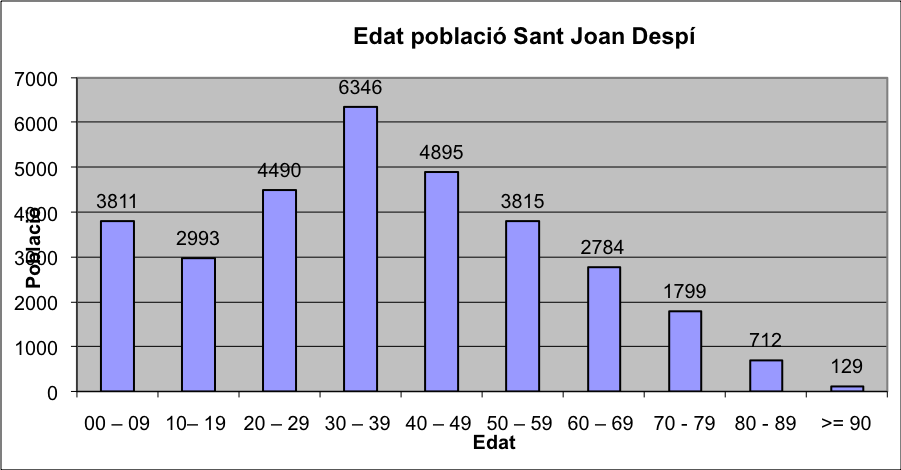 Edat població Sant Joan Despí
7000
6000
5000
4000
3000
2000
1000
0
Població
3811
2993
4490
6346
4895
3815
2784
1799
712
129
00 – 09
10– 19
20 – 29
30 – 39
40 – 49
50 – 59
60 – 69
70 - 79
80 - 89
>= 90
Edat